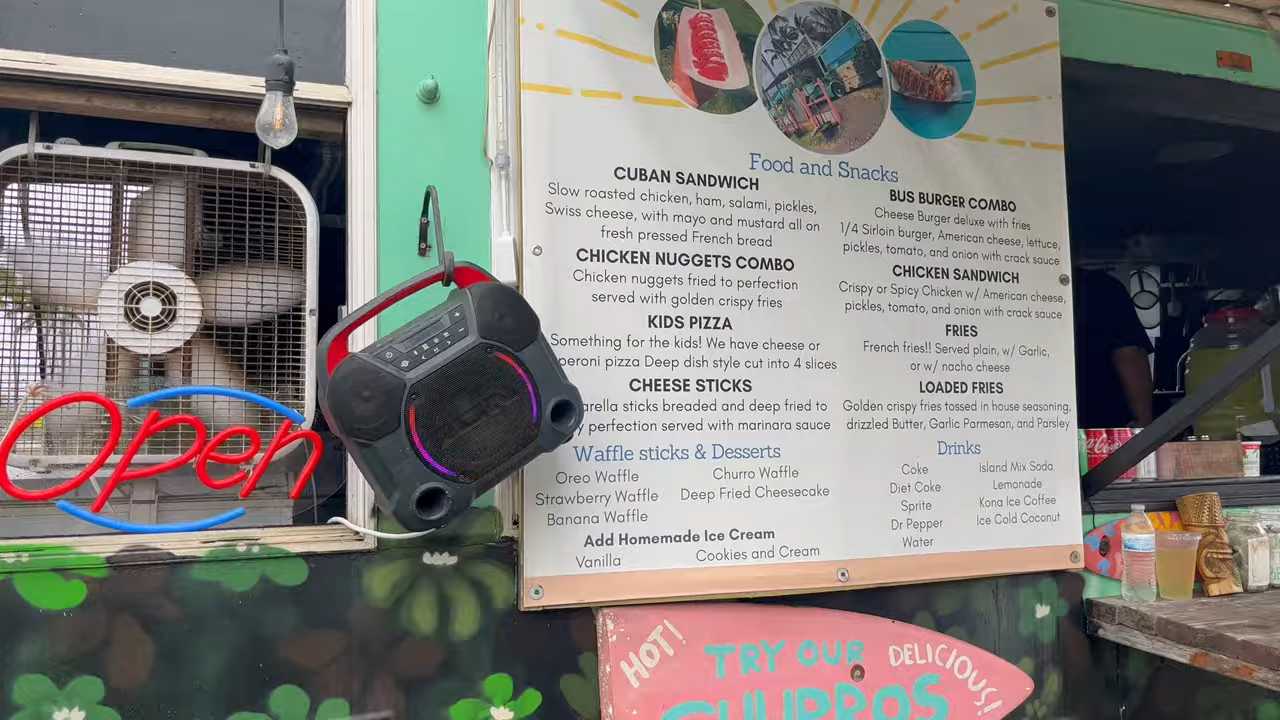 Open
Food and Snacks
CUBAN SANDWICH
Slow roasted chicken, ham, salami, pickles,
Swiss cheese, with mayo and mustard all on
fresh pressed French bread
CHICKEN NUGGETS COMBO
Chicken nuggets fried to perfection
served with golden crispy fries
KIDS PIZZA
Something for the kids! We have cheese or
peroni pizza Deep dish style cut into 4 slices
CHEESE STICKS
arella sticks breaded and deep fried to
y perfection served with marinara sauce
BUS BURGER COMBO
Cheese Burger deluxe with fries
1/4 Sirloin burger, American cheese, lettuce,
pickles, tomato, and onion with crack sauce
CHICKEN SANDWICH
Crispy or Spicy Chicken w/ American cheese,
pickles, tomato, and onion with crack sauce
FRIES
French fries!! Served plain, w/ Garlic,
or w/ nacho cheese
LOADED FRIES
Golden crispy fries tossed in house seasoning,
drizzled Butter, Garlic Parmesan, and Parsley
Waffle sticks & Desserts
Oreo Waffle
Strawberry Waffle
Banana Waffle
Churro Waffle
Deep Fried Cheesecake
Add Homemade Ice Cream
Vanilla
Cookies and Cream
Drinks
Coke
Diet Coke
Sprite
Dr Pepper
Water
Island Mix Soda
Lemonade
Kona Ice Coffee
Ice Cold Coconut
HOT!
TRY OUR
DELICIOUS!
CHURROS